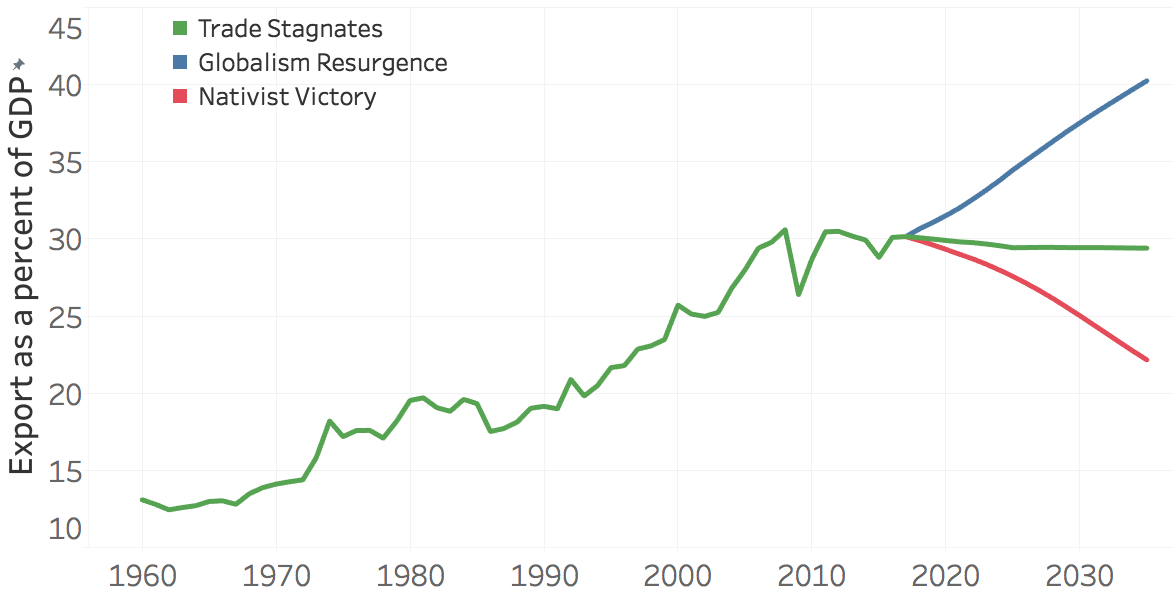 Trade Stagnates
Globalism Resurgence
Nativist Victory
Export as a percent of GDP
45
40
35
30
25
20
15
10
1960 1970 1980 1990 2000 2010 2020 2030